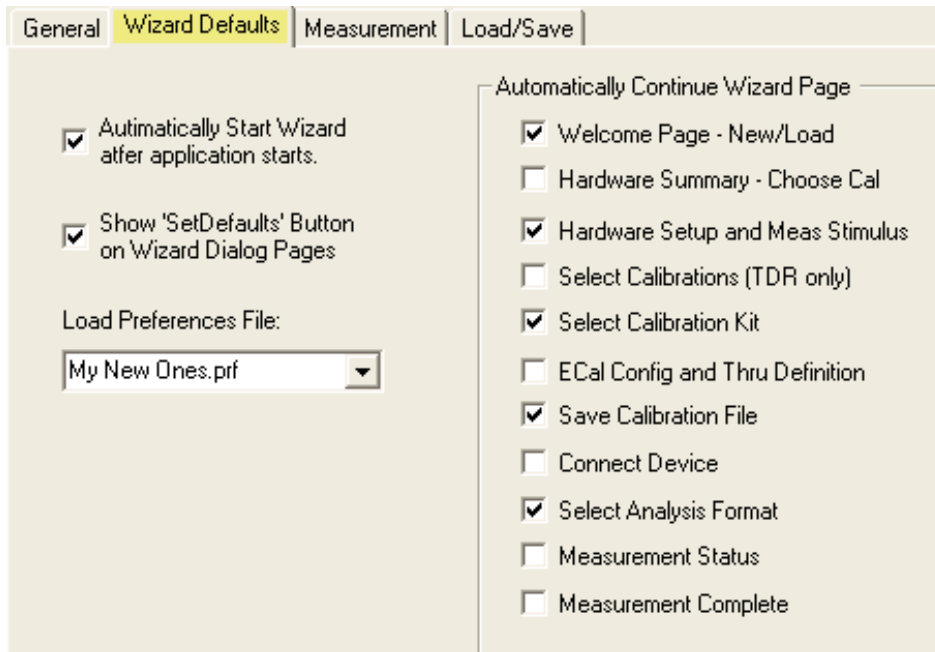 General
Wizard Defaults
Measurement
Load/Save
Autimatically Start Wizard
atfer application starts.
Show 'SetDefaults' Button
on Wizard Dialog Pages
Load Preferences File:
My New Ones.prf
Automatically Continue Wizard Page
Welcome Page - New/Load
Hardware Summary - Choose Cal
Hardware Setup and Meas Stimulus
Select Calibrations (TDR only)
Select Calibration Kit
ECal Config and Thru Definition
Save Calibration File
Connect Device
Select Analysis Format
Measurement Status
Measurement Complete